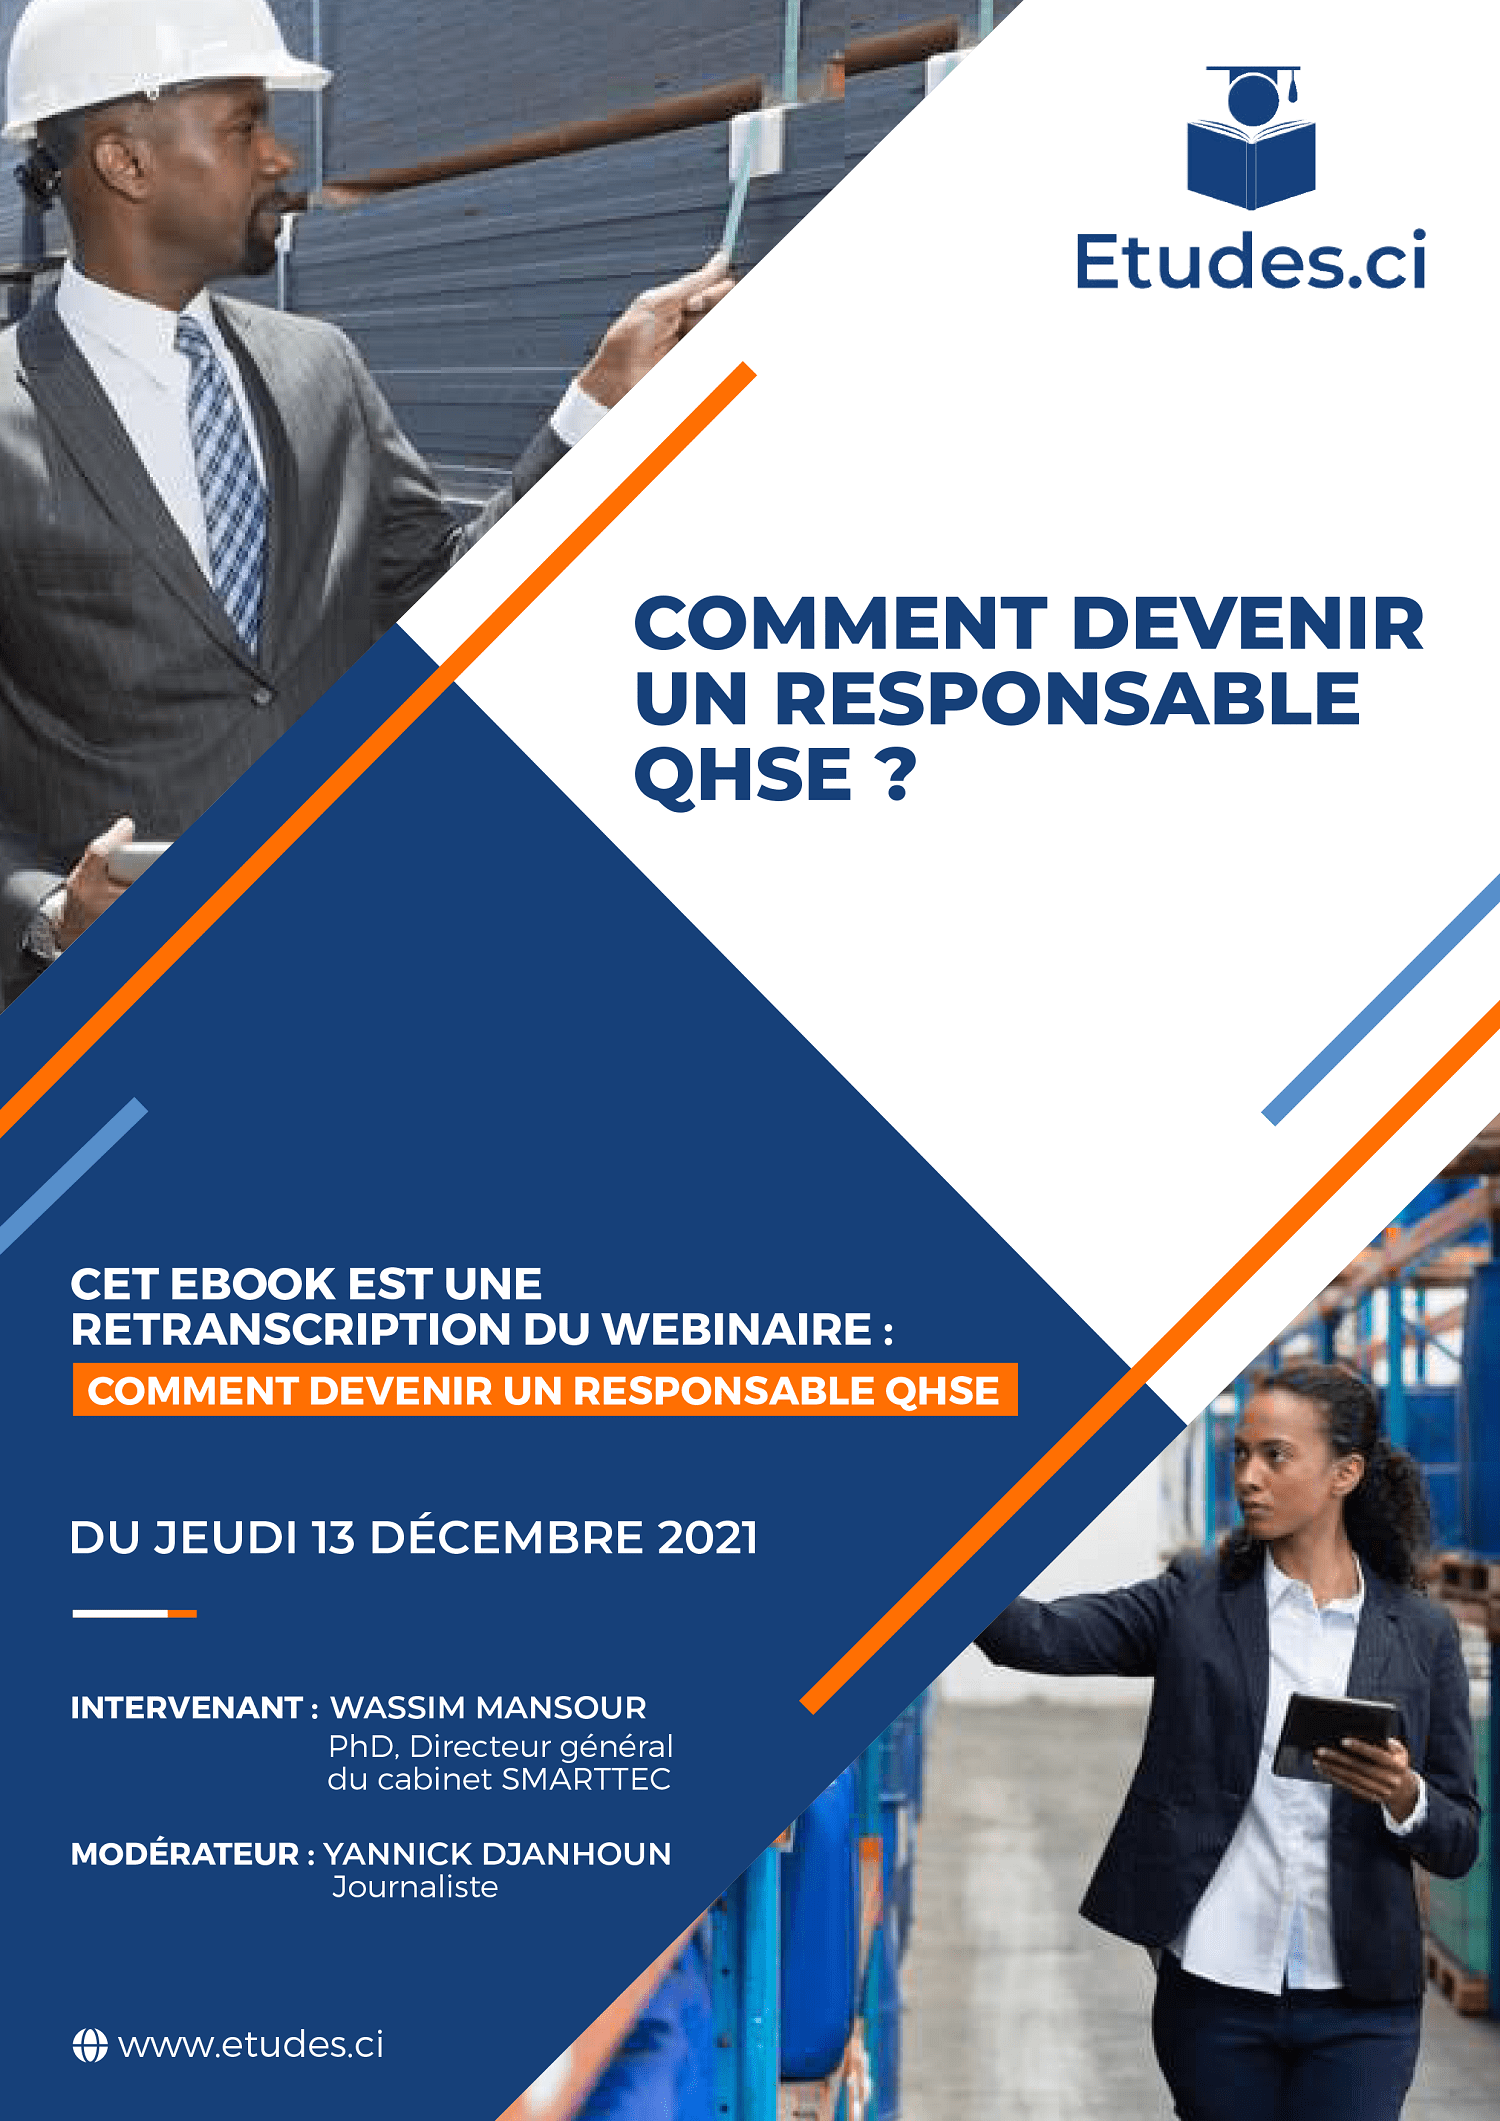 Etudes.ci
COMMENT DEVENIR
UN RESPONSABLE
QHSE ?
CET EBOOK EST UNE
RETRANSCRIPTION DU WEBINAIRE :
COMMENT DEVENIR UN RESPONSABLE QHSE
DU JEUDI 13 DÉCEMBRE 2021
INTERVENANT : WASSIM MANSOUR
PhD, Directeur général
du cabinet SMARTTEC
MODÉRATEUR : YANNICK DJANHOUN
Journaliste
www.etudes.ci